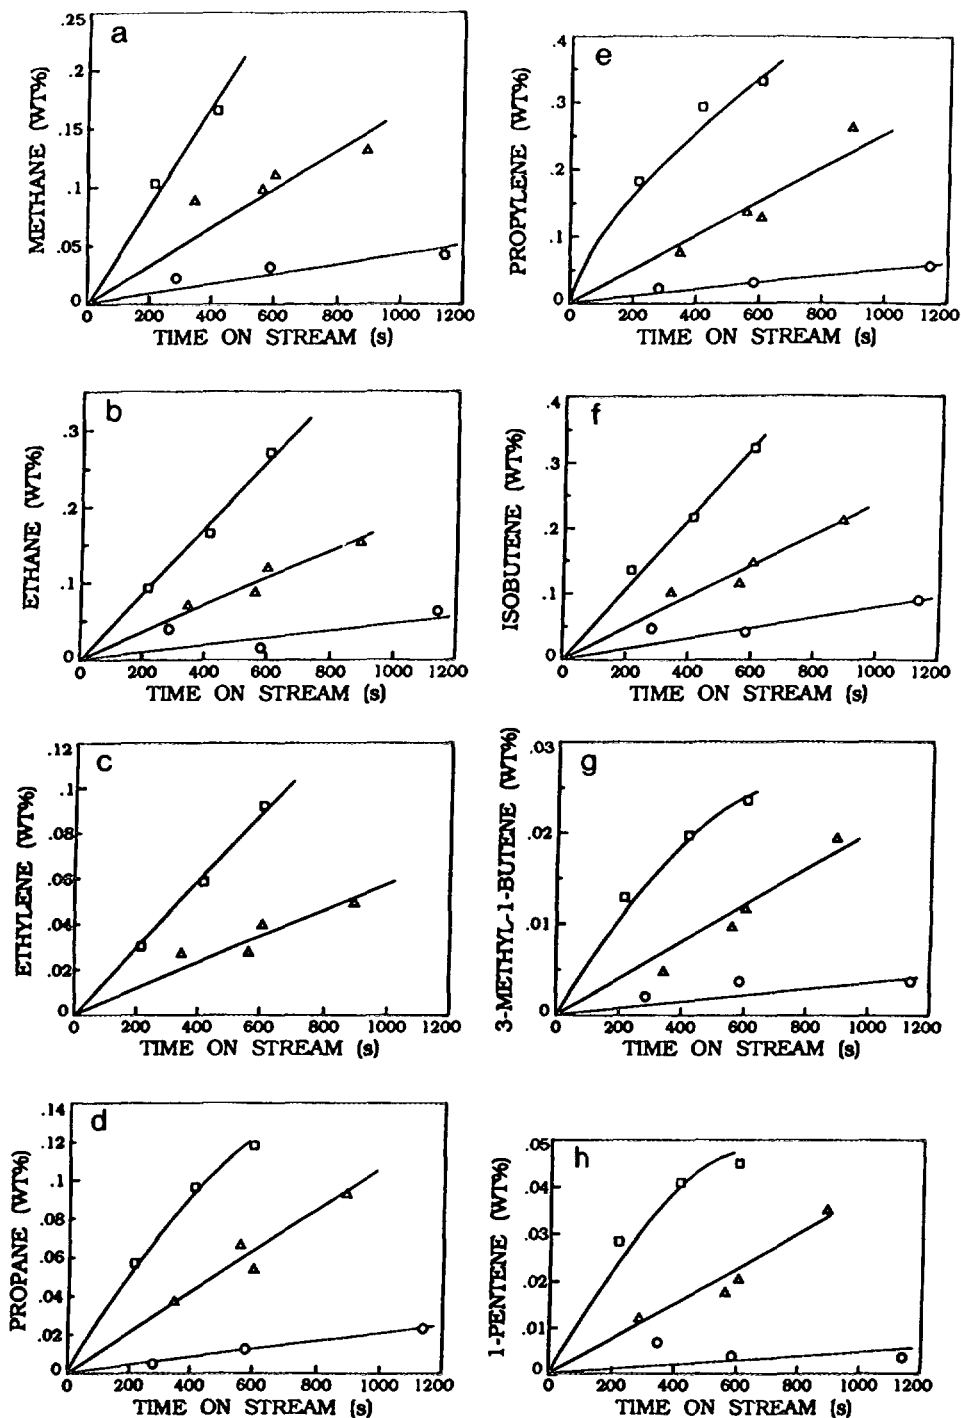 a
METHANE (WT%)
.25
.2
.15
.1
.05
0
0 200 400 600 800 1000 1200
TIME ON STREAM (s)
b
ETHANE (WT%)
.3
.2
.1
0
0 200 400 600 800 1000 1200
TIME ON STREAM (s)
c
ETHYLENE (WT%)
0.12
.1
.08
.06
.04
.02
0
0 200 400 600 800 1000 1200
TIME ON STREAM (s)
d
PROPANE (WT%)
.14
.12
.1
.08
.06
.04
.02
0
0 200 400 600 800 1000 1200
TIME ON STREAM (s)
e
PROPYLENE (WT%)
.4
.3
.2
.1
0
0 200 400 600 800 1000 1200
TIME ON STREAM (s)
f
ISOBUTENE (WT%)
.4
.3
.2
.1
0
0 200 400 600 800 1000 1200
TIME ON STREAM (s)
g
3-METHYL-1-BUTENE (WT%)
.03
.02
.01
0
0 200 400 600 800 1000 1200
TIME ON STREAM (s)
h
1-PENTENE (WT%)
.05
.04
.03
.02
.01
0
0 200 400 600 800 1000 1200
TIME ON STREAM (s)